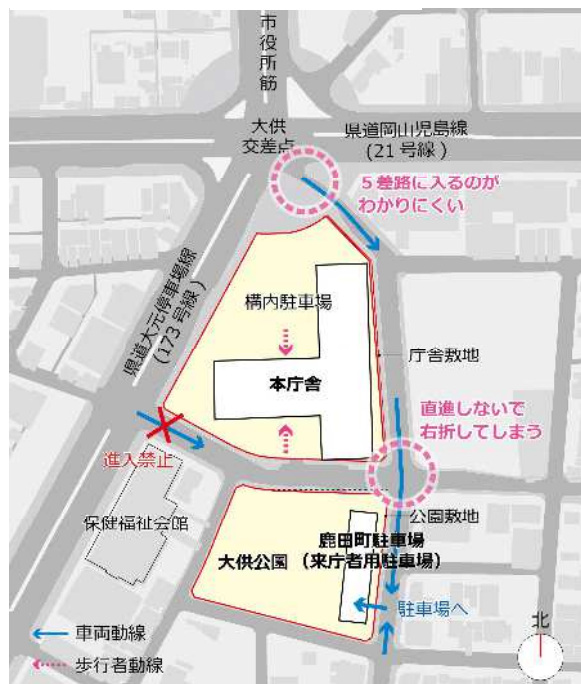 市役所筋
大供
交差点
県道岡山児島線
(21号線)
5差路に入るのが
わかりにくい
県道大元停車場線
(173号線)
構内駐車場
庁舎敷地
本庁舎
直進しないで
右折してしまう
進入禁止
保健福祉会館
公園敷地
鹿田町駐車場
大供公園 (来庁者用駐車場)
駐車場へ
車両動線
歩行者動線
北